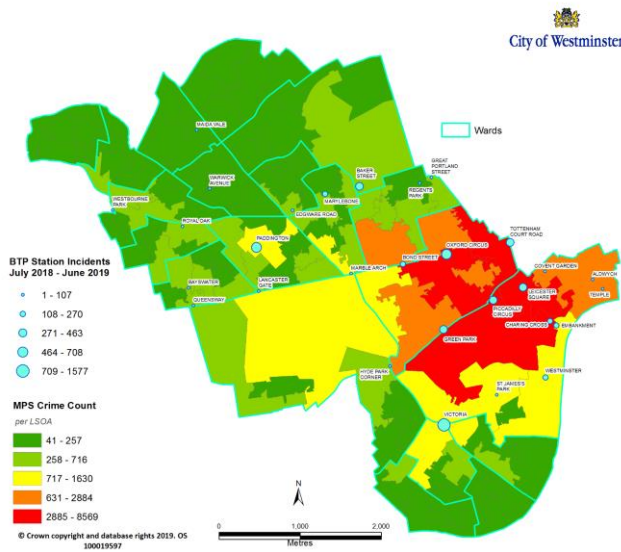 City of Westminster
Wards
MAIDA VALE
GREAT
PORTLAND
STREET
BAKER
STREET
WARWICK
AVENUE
REGENTS
PARK
MARYLEBONE
WESTBOURNE
PARK
EDGWARE ROAD
ROYAL OAK
TOTTENHAM
COURT ROAD
PADDINGTON
OXFORD CIRCUS
BOND STREET
COVENT GARDEN
MARBLE ARCH
ALDWYCH
BAYSWATER
LANCASTER
GATE
LEICESTER
SQUARE
TEMPLE
QUEENSWAY
PICCADILLY
CIRCUS
CHARING CROSS
EMBANKMENT
GREEN PARK
HYDE PARK
CORNER
WESTMINSTER
ST JAMES'S
PARK
VICTORIA
BTP Station Incidents
July 2018 - June 2019
1 - 107
108 - 270
271 - 463
464 - 708
709 - 1577
MPS Crime Count
per LSOA
41 - 257
258 - 716
717 - 1630
631 - 2884
2885 - 8569
N
0 1,000 2,000
Metres
© Crown copyright and database rights 2019. OS
100019597